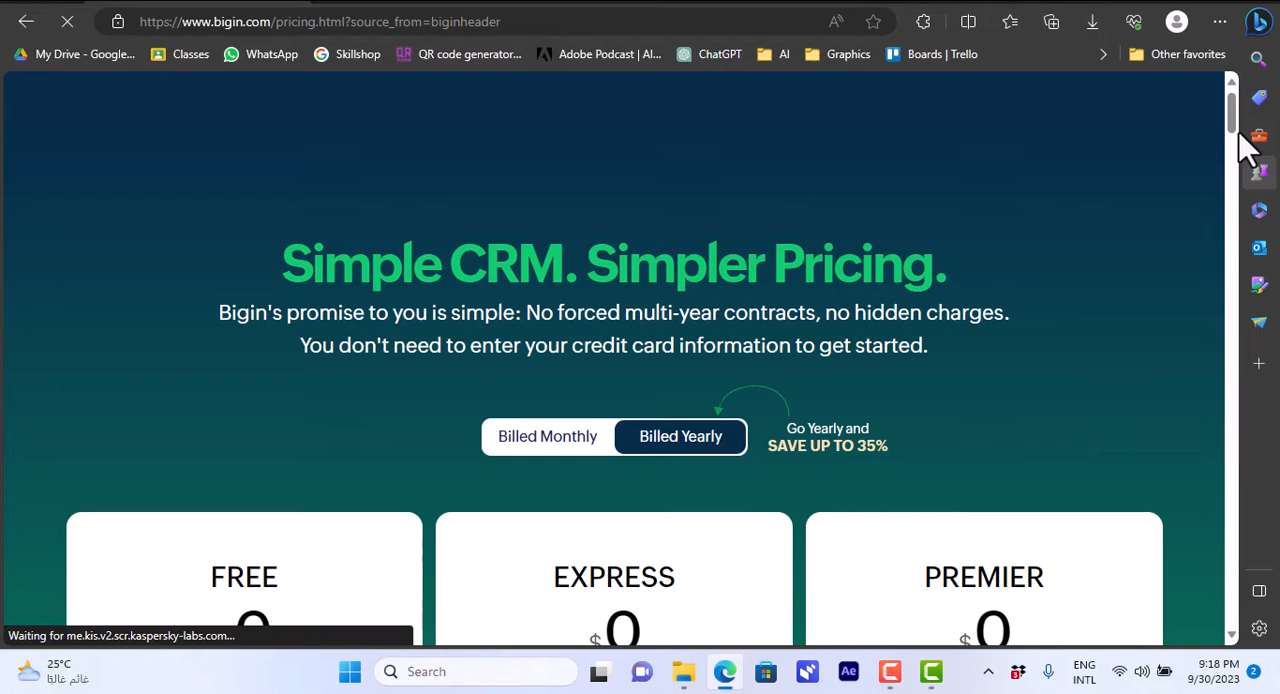 https://www.bigin.com/pricing.html?source_from=biginheader
My Drive - Google...
Classes
WhatsApp
Skillshop
QR code generator...
Adobe Podcast | AI...
ChatGPT
AI
Graphics
Boards | Trello
Other favorites
Simple CRM. Simpler Pricing.
Bigin's promise to you is simple: No forced multi-year contracts, no hidden charges.
You don't need to enter your credit card information to get started.
Billed Monthly
Billed Yearly
Go Yearly and
SAVE UP TO 35%
FREE
EXPRESS
PREMIER
0
$0
$0
Waiting for me.kis.v2.scr.kaspersky-labs.com...
25°C
غائم غالبًا
Search
Ae
3
ENG
INTL
9:18 PM
9/30/2023
2